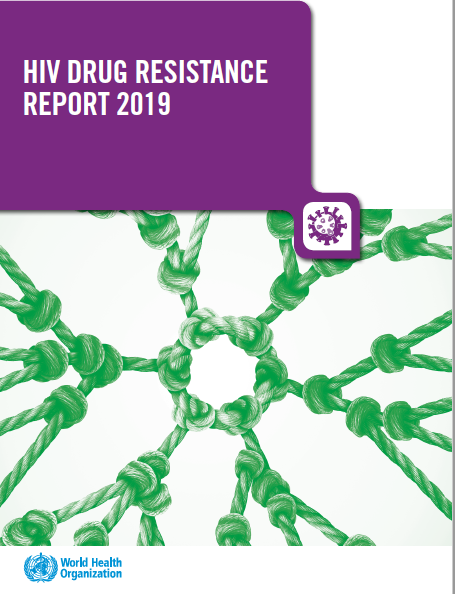 HIV DRUG RESISTANCE
REPORT 2019
World Health
Organization